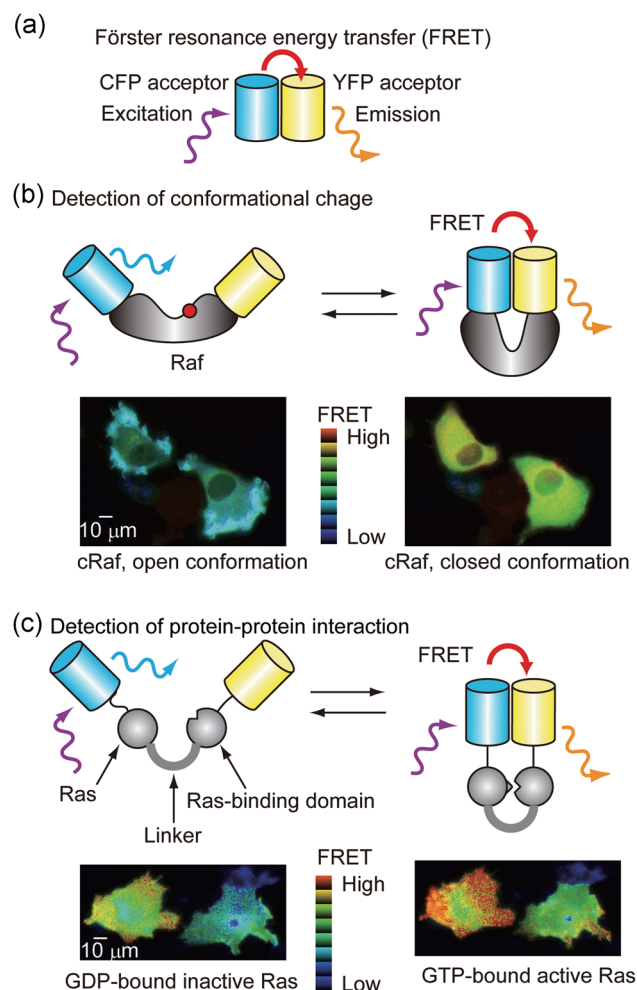 (a)
Förster resonance energy transfer (FRET)
CFP acceptor YFP acceptor
Excitation Emission
(b) Detection of conformational chage
FRET
Raf
FRET
High
Low
10 μm
cRaf, open conformation
cRaf, closed conformation
(c) Detection of protein-protein interaction
FRET
Ras
Ras-binding domain
Linker
FRET
High
Low
10 μm
GDP-bound inactive Ras
GTP-bound active Ras